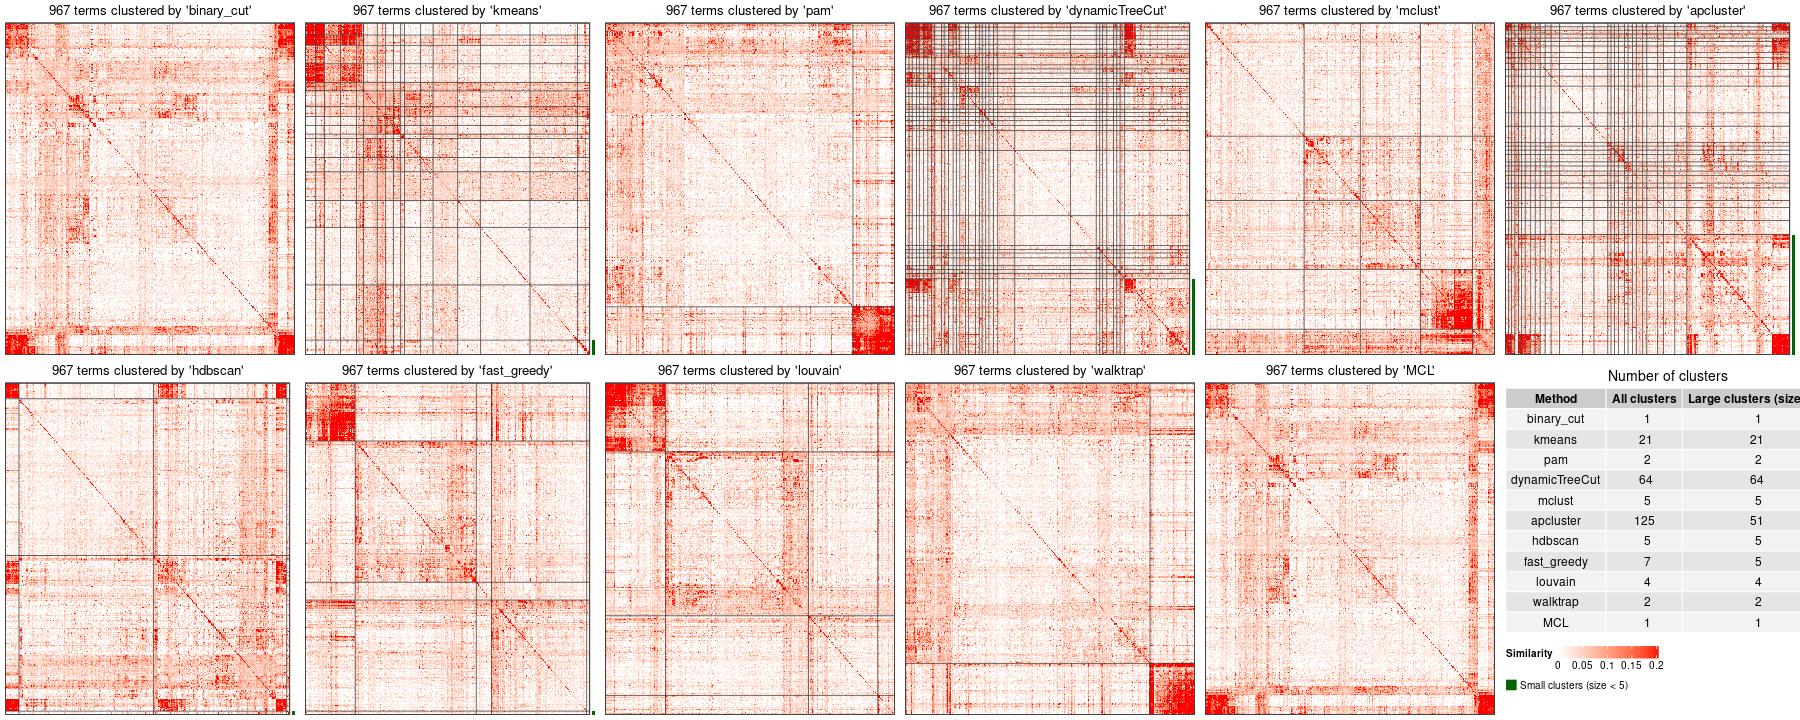 967 terms clustered by 'binary_cut'
967 terms clustered by 'kmeans'
967 terms clustered by 'pam'
967 terms clustered by 'dynamicTreeCut'
967 terms clustered by 'mclust'
967 terms clustered by 'apcluster'
967 terms clustered by 'hdbscan'
967 terms clustered by 'fast_greedy'
967 terms clustered by 'louvain'
967 terms clustered by 'walktrap'
967 terms clustered by 'MCL'
Number of clusters
Method All clusters Large clusters (size
binary_cut 1 1
kmeans 21 21
pam 2 2
dynamicTreeCut 64 64
mclust 5 5
apcluster 125 51
hdbscan 5 5
fast_greedy 7 5
louvain 4 4
walktrap 2 2
MCL 1 1
Similarity
0 0.05 0.1 0.15 0.2
Small clusters (size < 5)